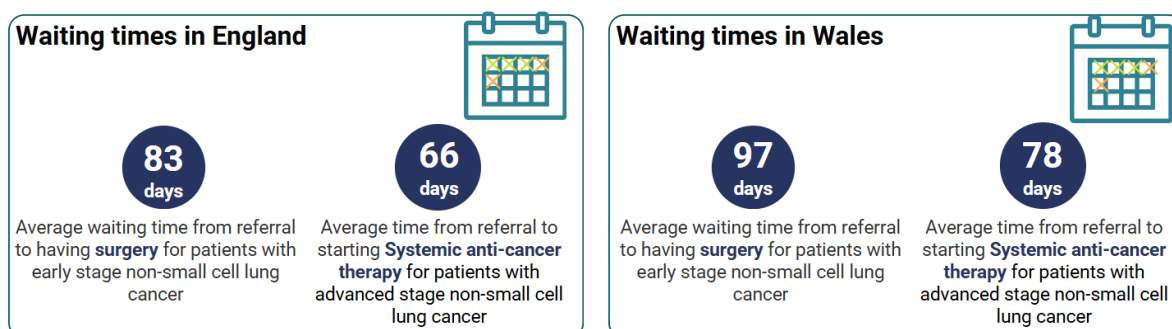 Waiting times in England
83
days
Average waiting time from referral
to having surgery for patients with
early stage non-small cell lung
cancer
66
days
Average time from referral to
starting Systemic anti-cancer
therapy for patients with
advanced stage non-small cell
lung cancer
Waiting times in Wales
97
days
Average waiting time from referral
to having surgery for patients with
early stage non-small cell lung
cancer
78
days
Average time from referral to
starting Systemic anti-cancer
therapy for patients with
advanced stage non-small cell
lung cancer